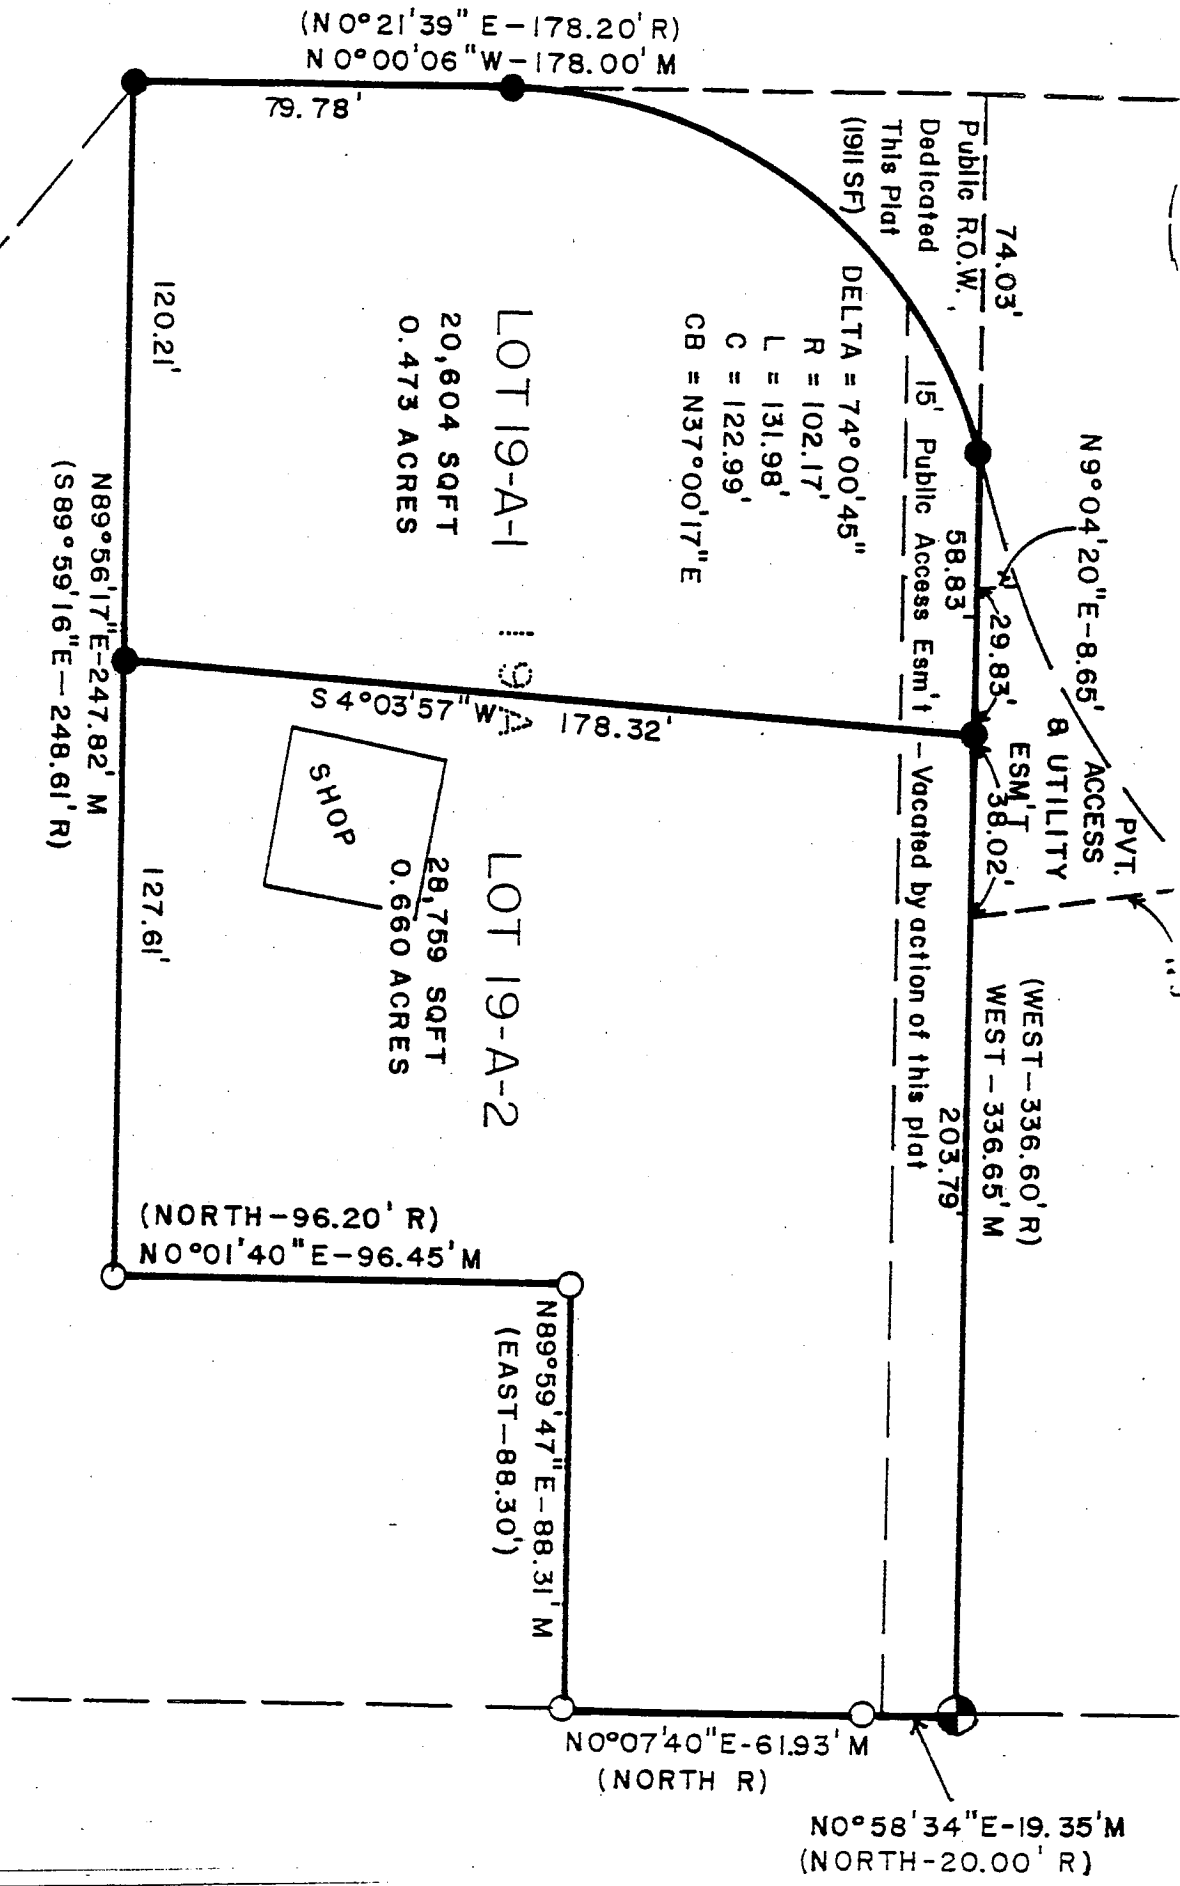 (N 0°21'39" E-178.20' R)
N 0°00'06"W-178.00' M
79.78'
Public R.O.W.
Dedicated
This Plat
(1911 SF)
74.03'
DELTA = 74°00'45"
R = 102.17'
L = 131.98'
C = 122.99'
CB = N37°00'17"E
15' Public Access Esm't - Vacated by action of this plat
N 9°04'20"E-8.65'
58.83'
29.83'
38.02'
PVT.
ACCESS
& UTILITY
ESM'T
(WEST-336.60' R)
WEST-336.65' M
203.79'
LOT 19-A-1
20,604 SQFT
0.473 ACRES
19A
120.21'
S 4°03'57"W
178.32'
N89°56'17"E-247.82' M
(S89°59'16"E-248.61' R)
SHOP
LOT 19-A-2
28,759 SQFT
0.660 ACRES
127.61'
(NORTH-96.20' R)
N0°01'40"E-96.45' M
N89°59'47"E-88.31' M
(EAST-88.30')
N0°07'40"E-61.93' M
(NORTH R)
N0°58'34"E-19.35'M
(NORTH-20.00' R)